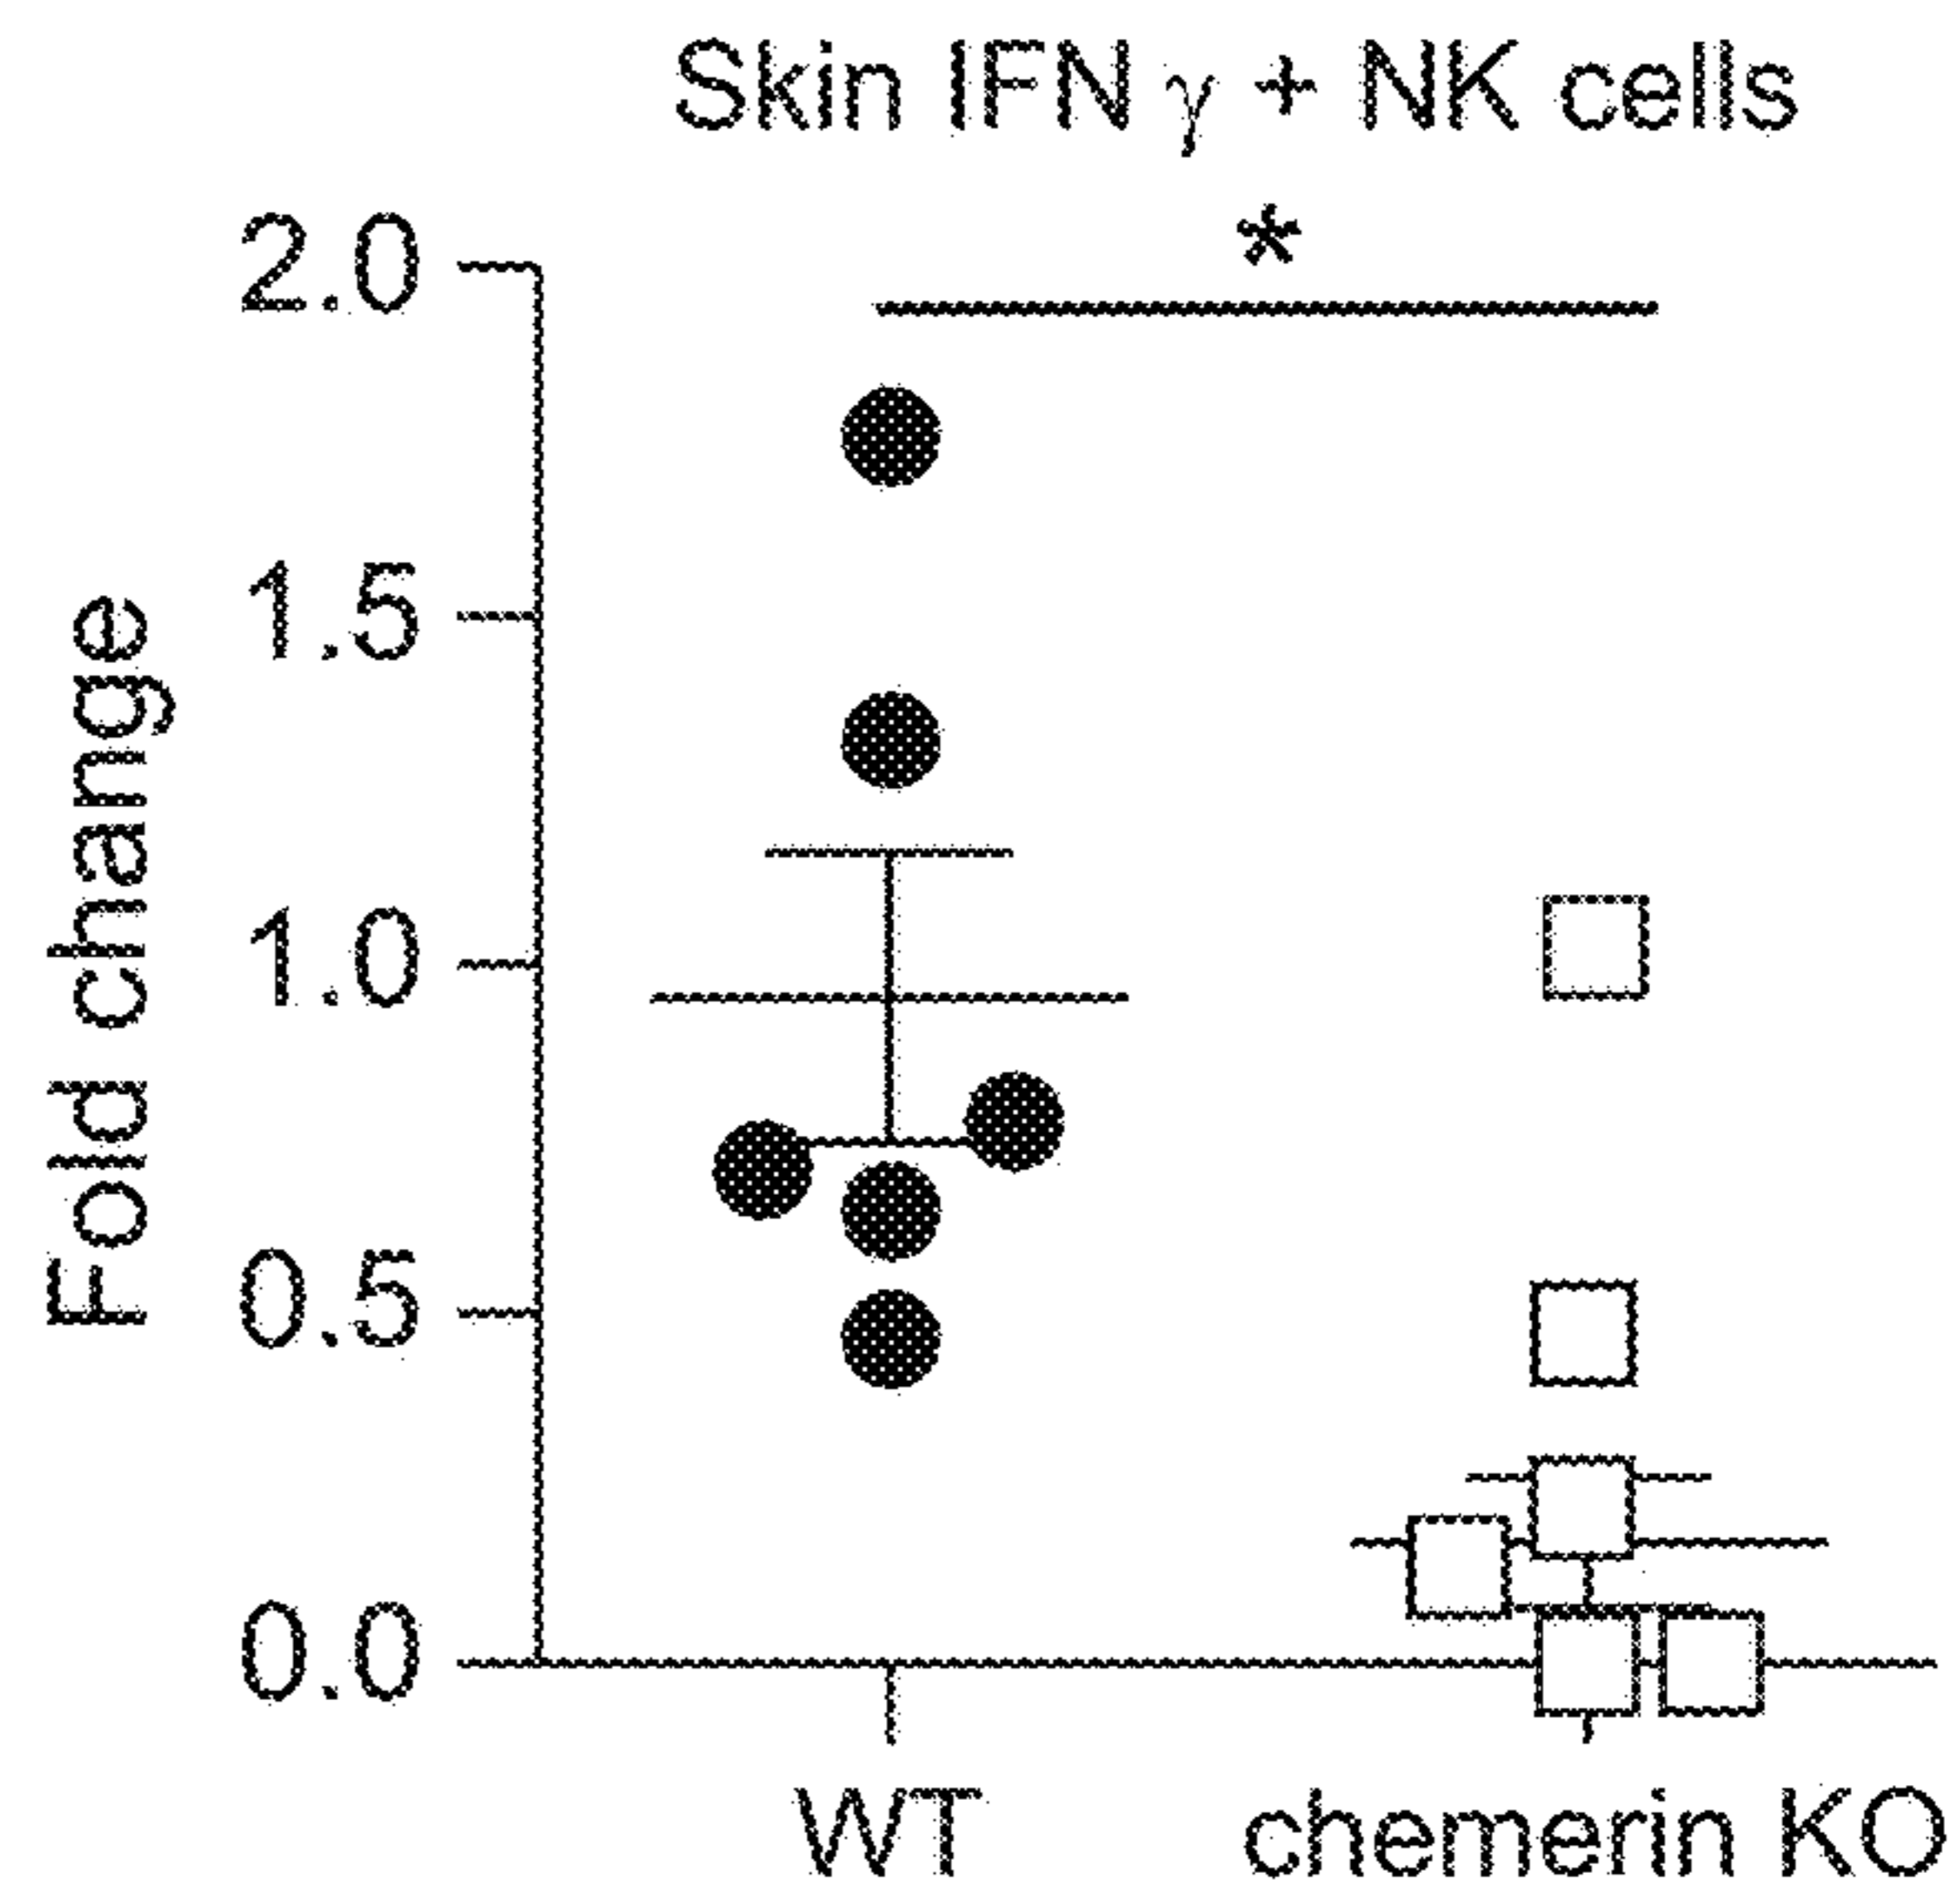 Skin IFN γ + NK cells
*
2.0
1.5
1.0
0.5
0.0
Fold change
WT
chemerin KO